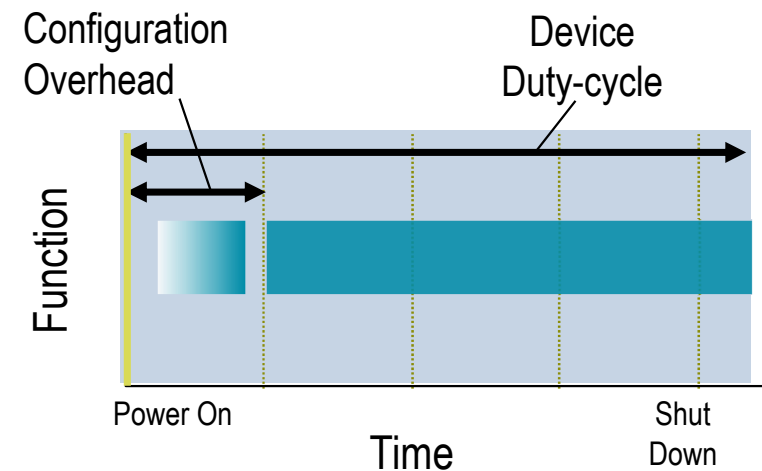 Configuration
Overhead
Device
Duty-cycle
Function
Power On
Shut
Down
Time